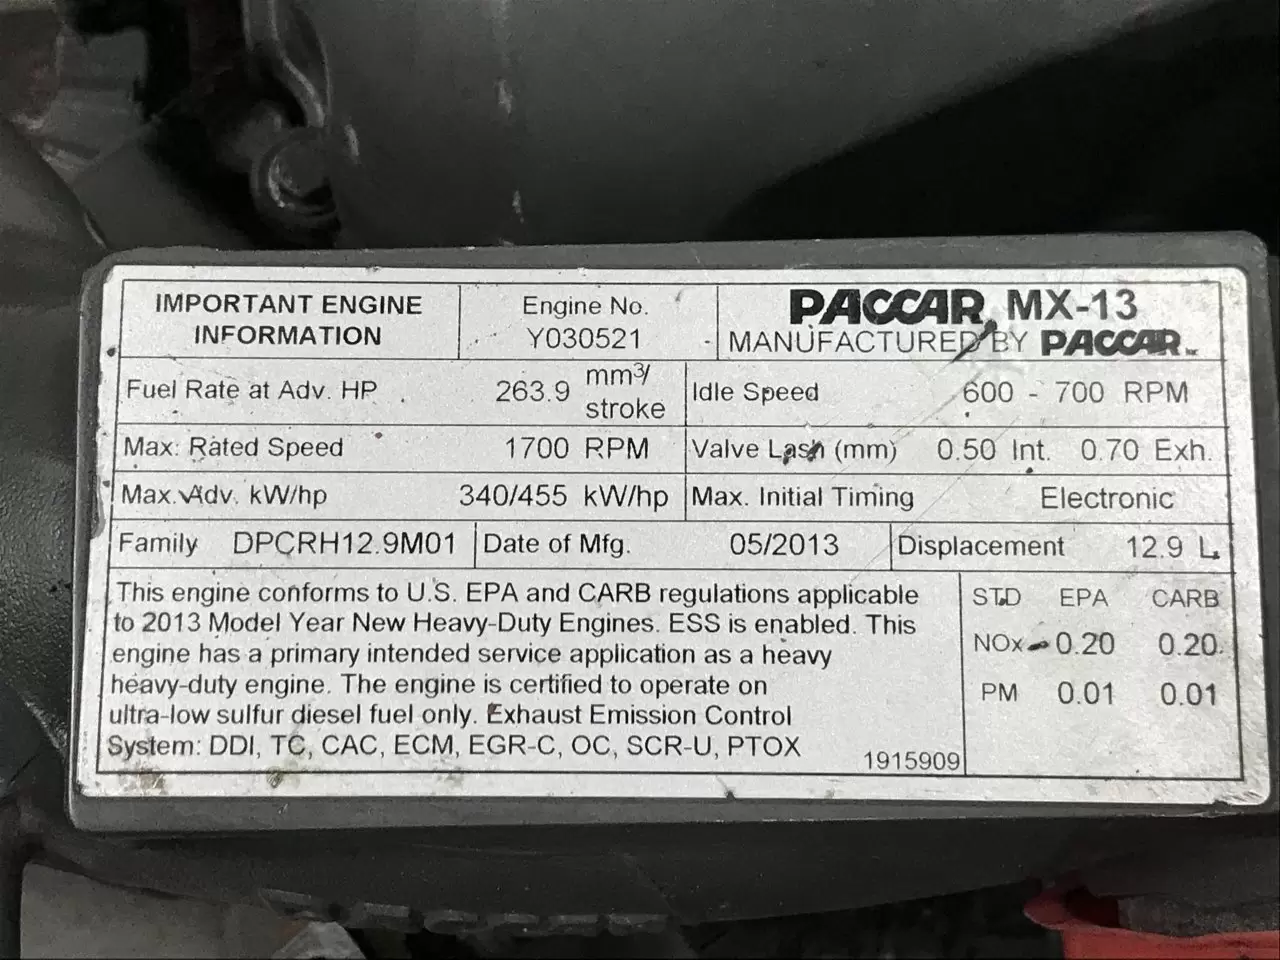 IMPORTANT ENGINE
INFORMATION
Engine No.
Y030521
PACCAR MX-13
MANUFACTURED BY PACCAR
Fuel Rate at Adv. HP 263.9 mm3/
stroke
Idle Speed 600 - 700 RPM
Max. Rated Speed 1700 RPM
Valve Lash (mm) 0.50 Int. 0.70 Exh.
Max. Adv. kW/hp 340/455 kW/hp
Max. Initial Timing Electronic
Family DPCRH12.9M01
Date of Mfg. 05/2013
Displacement 12.9 L.
This engine conforms to U.S. EPA and CARB regulations applicable
to 2013 Model Year New Heavy-Duty Engines. ESS is enabled. This
engine has a primary intended service application as a heavy
heavy-duty engine. The engine is certified to operate on
ultra-low sulfur diesel fuel only. Exhaust Emission Control
System: DDI, TC, CAC, ECM, EGR-C, OC, SCR-U, PTOX
1915909
STD EPA CARB
NOx 0.20 0.20
PM 0.01 0.01